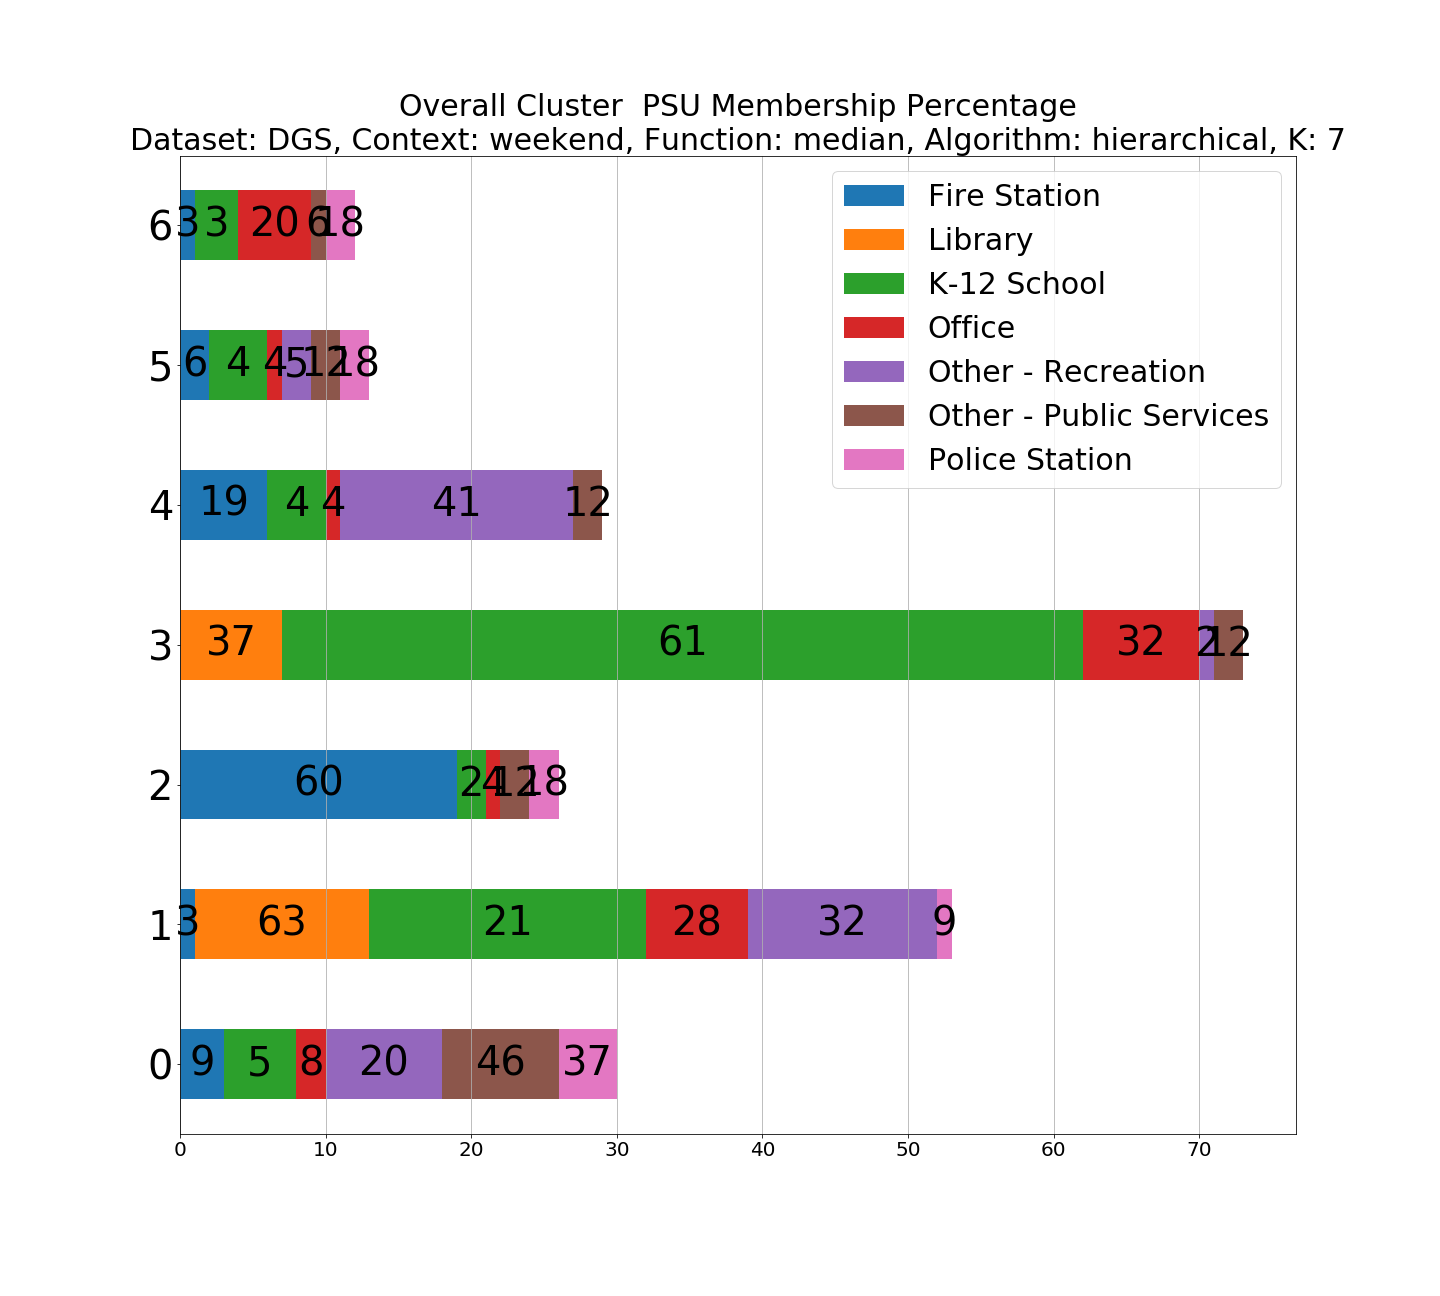 Overall Cluster  PSU Membership Percentage
Dataset: DGS, Context: weekend, Function: median, Algorithm: hierarchical, K: 7
Fire Station
Library
K-12 School
Office
Other - Recreation
Other - Public Services
Police Station
6 3 3 20 6 18
5 6 4 4 5 12 18
4 19 4 4 41 12
3 37 61 32 2 12
2 60 2 4 12 18
1 3 63 21 28 32 9
0 9 5 8 20 46 37
0 10 20 30 40 50 60 70